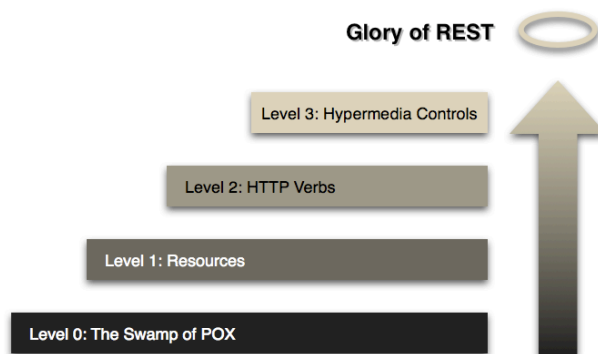 Glory of REST
Level 3: Hypermedia Controls
Level 2: HTTP Verbs
Level 1: Resources
Level 0: The Swamp of POX